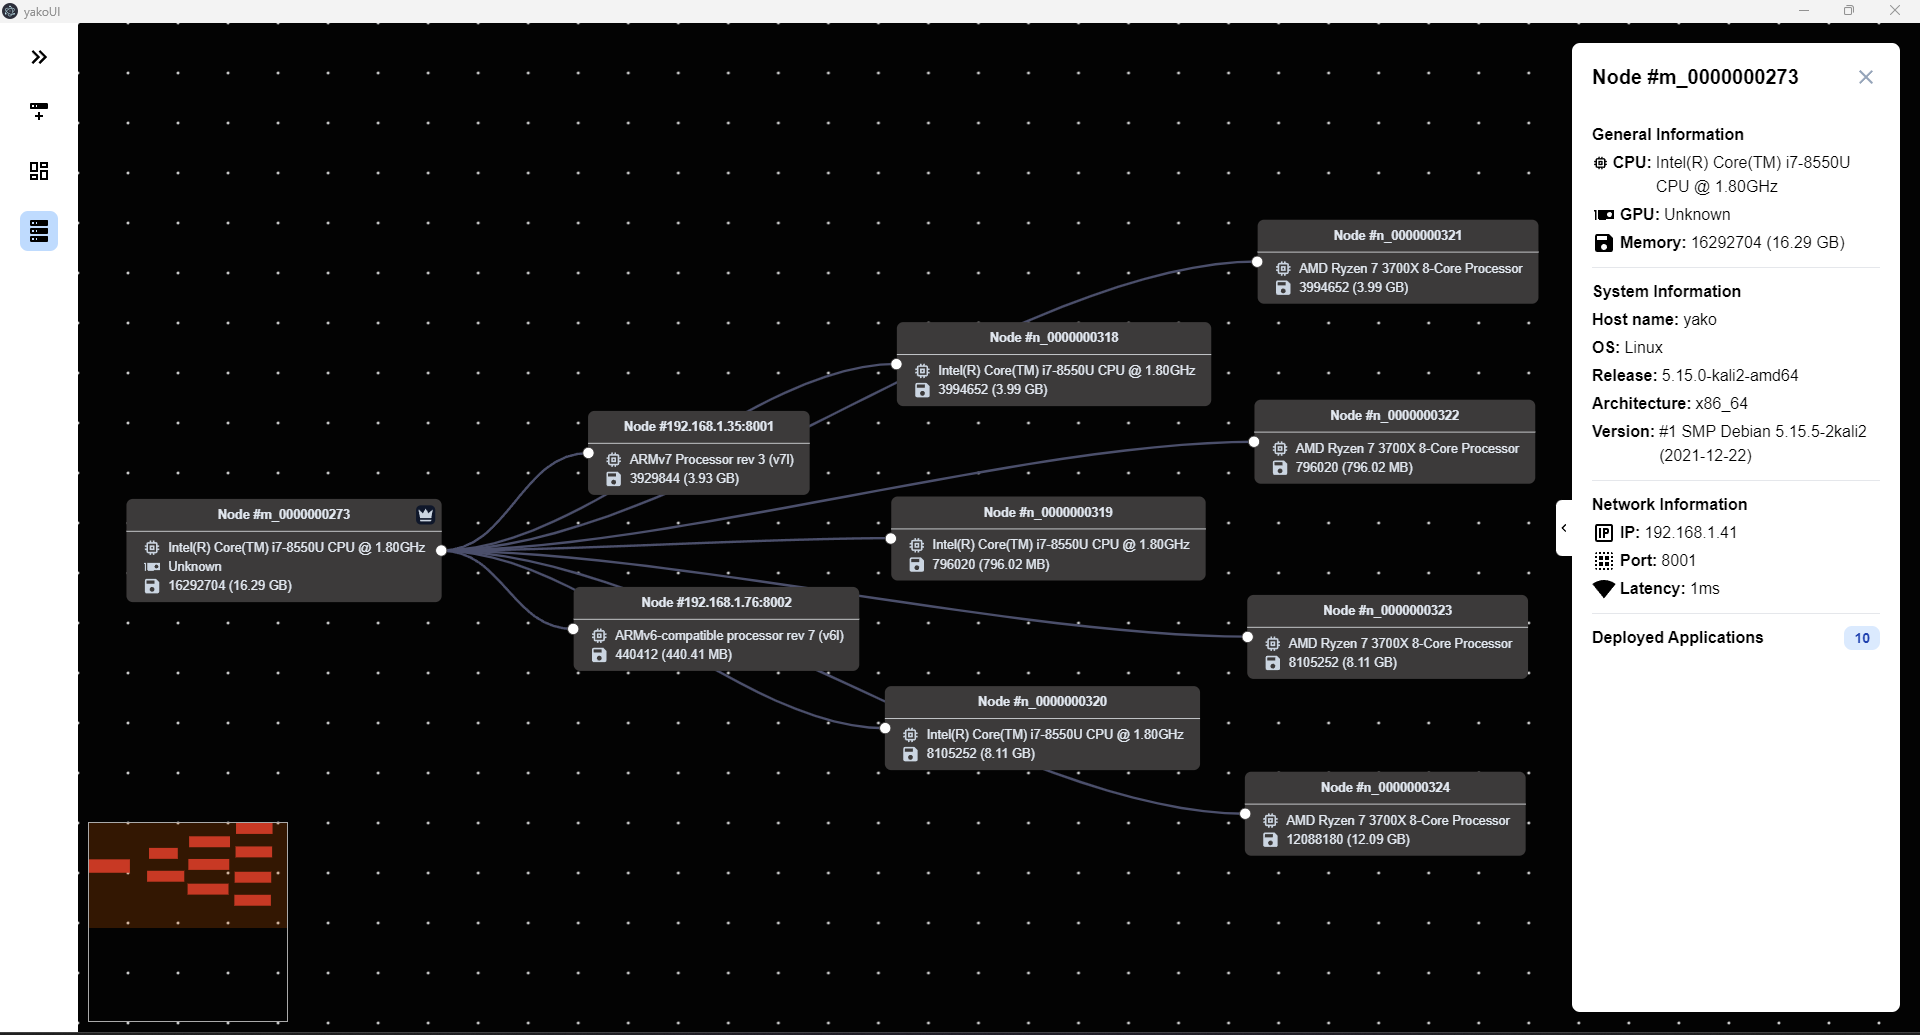 yakoUI
Node #n_0000000321
AMD Ryzen 7 3700X 8-Core Processor
3994652 (3.99 GB)
Node #n_0000000318
Intel(R) Core(TM) i7-8550U CPU @ 1.80GHz
3994652 (3.99 GB)
Node #n_0000000322
AMD Ryzen 7 3700X 8-Core Processor
796020 (796.02 MB)
Node #192.168.1.35:8001
ARMv7 Processor rev 3 (v7l)
3929844 (3.93 GB)
Node #m_0000000273
Intel(R) Core(TM) i7-8550U CPU @ 1.80GHz
Unknown
16292704 (16.29 GB)
Node #n_0000000319
Intel(R) Core(TM) i7-8550U CPU @ 1.80GHz
796020 (796.02 MB)
Node #192.168.1.76:8002
ARMv6-compatible processor rev 7 (v6l)
440412 (440.41 MB)
Node #n_0000000323
AMD Ryzen 7 3700X 8-Core Processor
8105252 (8.11 GB)
Node #n_0000000320
Intel(R) Core(TM) i7-8550U CPU @ 1.80GHz
8105252 (8.11 GB)
Node #n_0000000324
AMD Ryzen 7 3700X 8-Core Processor
12088180 (12.09 GB)
Node #m_0000000273
General Information
CPU: Intel(R) Core(TM) i7-8550U
CPU @ 1.80GHz
GPU: Unknown
Memory: 16292704 (16.29 GB)
System Information
Host name: yako
OS: Linux
Release: 5.15.0-kali2-amd64
Architecture: x86_64
Version: #1 SMP Debian 5.15.5-2kali2
(2021-12-22)
Network Information
IP IP: 192.168.1.41
Port: 8001
Latency: 1ms
Deployed Applications 10